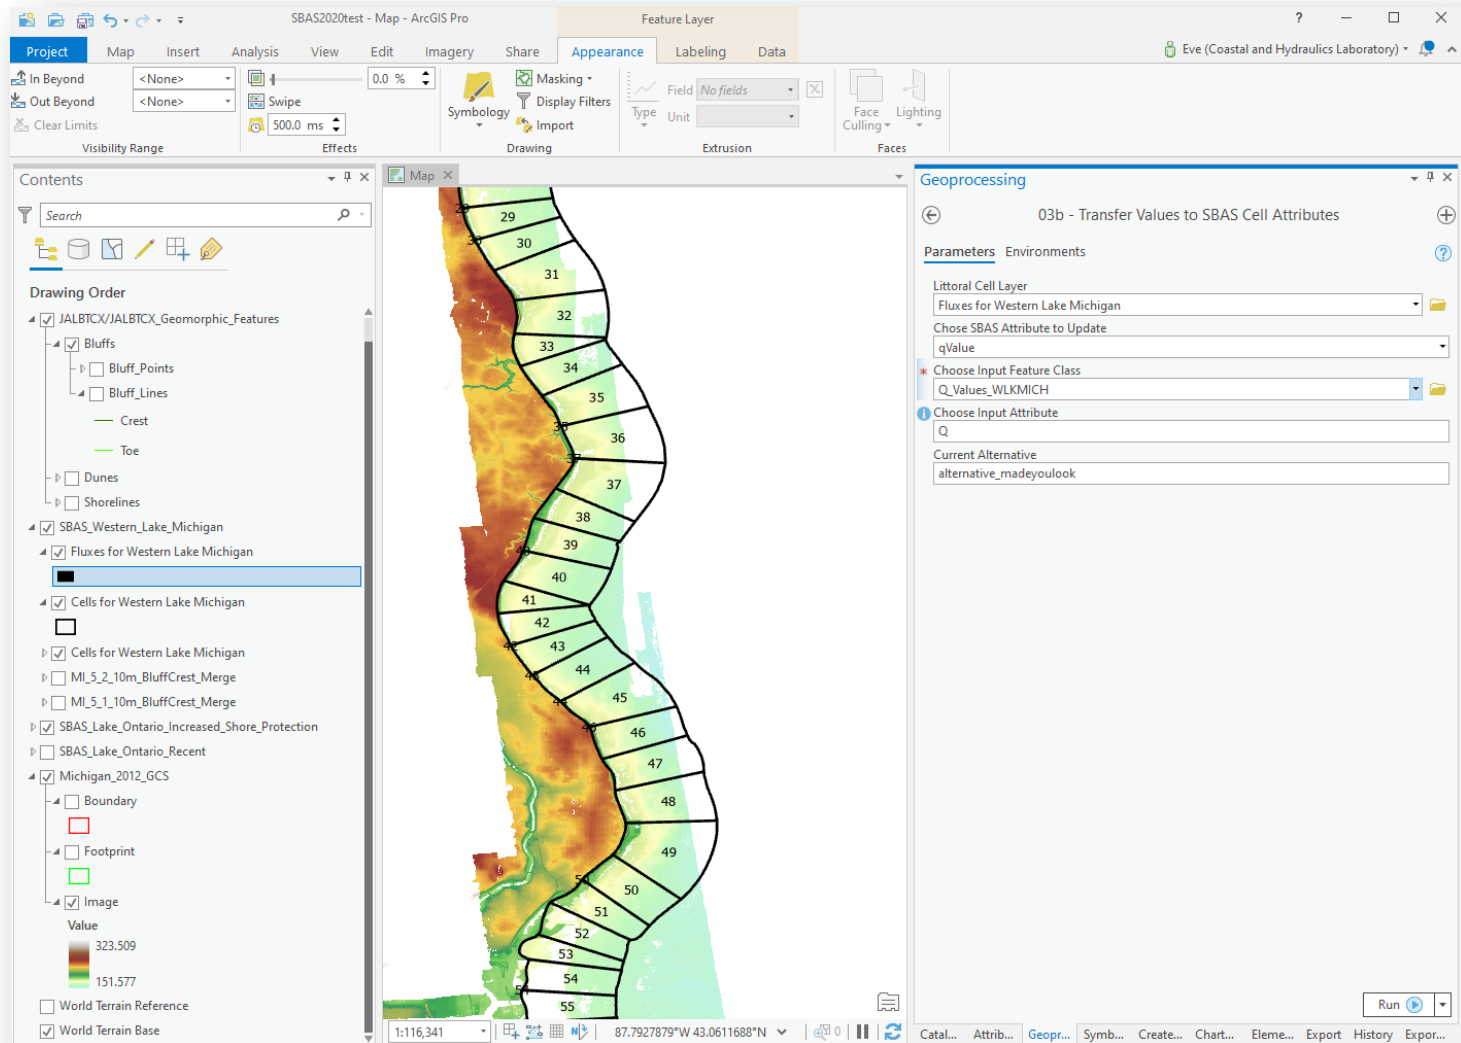 SBAS2020test - Map - ArcGIS Pro
Feature Layer
?
Project
Map
Insert
Analysis
View
Edit
Imagery
Share
Appearance
Labeling
Data
Eve (Coastal and Hydraulics Laboratory)
In Beyond
<None>
Out Beyond
<None>
Clear Limits
Visibility Range
0.0 %
Swipe
500.0 ms
Effects
Symbology
Masking
Display Filters
Import
Drawing
Type
Field
No fields
Unit
Extrusion
Face
Culling
Lighting
Faces
Contents
Search
Drawing Order
JALBTCX/JALBTCX_Geomorphic_Features
Bluffs
Bluff_Points
Bluff_Lines
Crest
Toe
Dunes
Shorelines
SBAS_Western_Lake_Michigan
Fluxes for Western Lake Michigan
Cells for Western Lake Michigan
Cells for Western Lake Michigan
MI_5_2_10m_BluffCrest_Merge
MI_5_1_10m_BluffCrest_Merge
SBAS_Lake_Ontario_Increased_Shore_Protection
SBAS_Lake_Ontario_Recent
Michigan_2012_GCS
Boundary
Footprint
Image
Value
323.509
151.577
World Terrain Reference
World Terrain Base
Map
29
30
31
32
33
34
35
36
37
38
39
40
41
42
43
44
45
46
47
48
49
50
51
52
53
54
55
1:116,341
87.7927879°W 43.0611688°N
0
Geoprocessing
03b - Transfer Values to SBAS Cell Attributes
Parameters
Environments
?
Littoral Cell Layer
Fluxes for Western Lake Michigan
Chose SBAS Attribute to Update
qValue
* Choose Input Feature Class
Q_Values_WLKMICH
Choose Input Attribute
Q
Current Alternative
alternative_madeyoulook
Run
Catal...
Attrib...
Geopr...
Symb...
Create...
Chart...
Eleme...
Export
History
Expor...